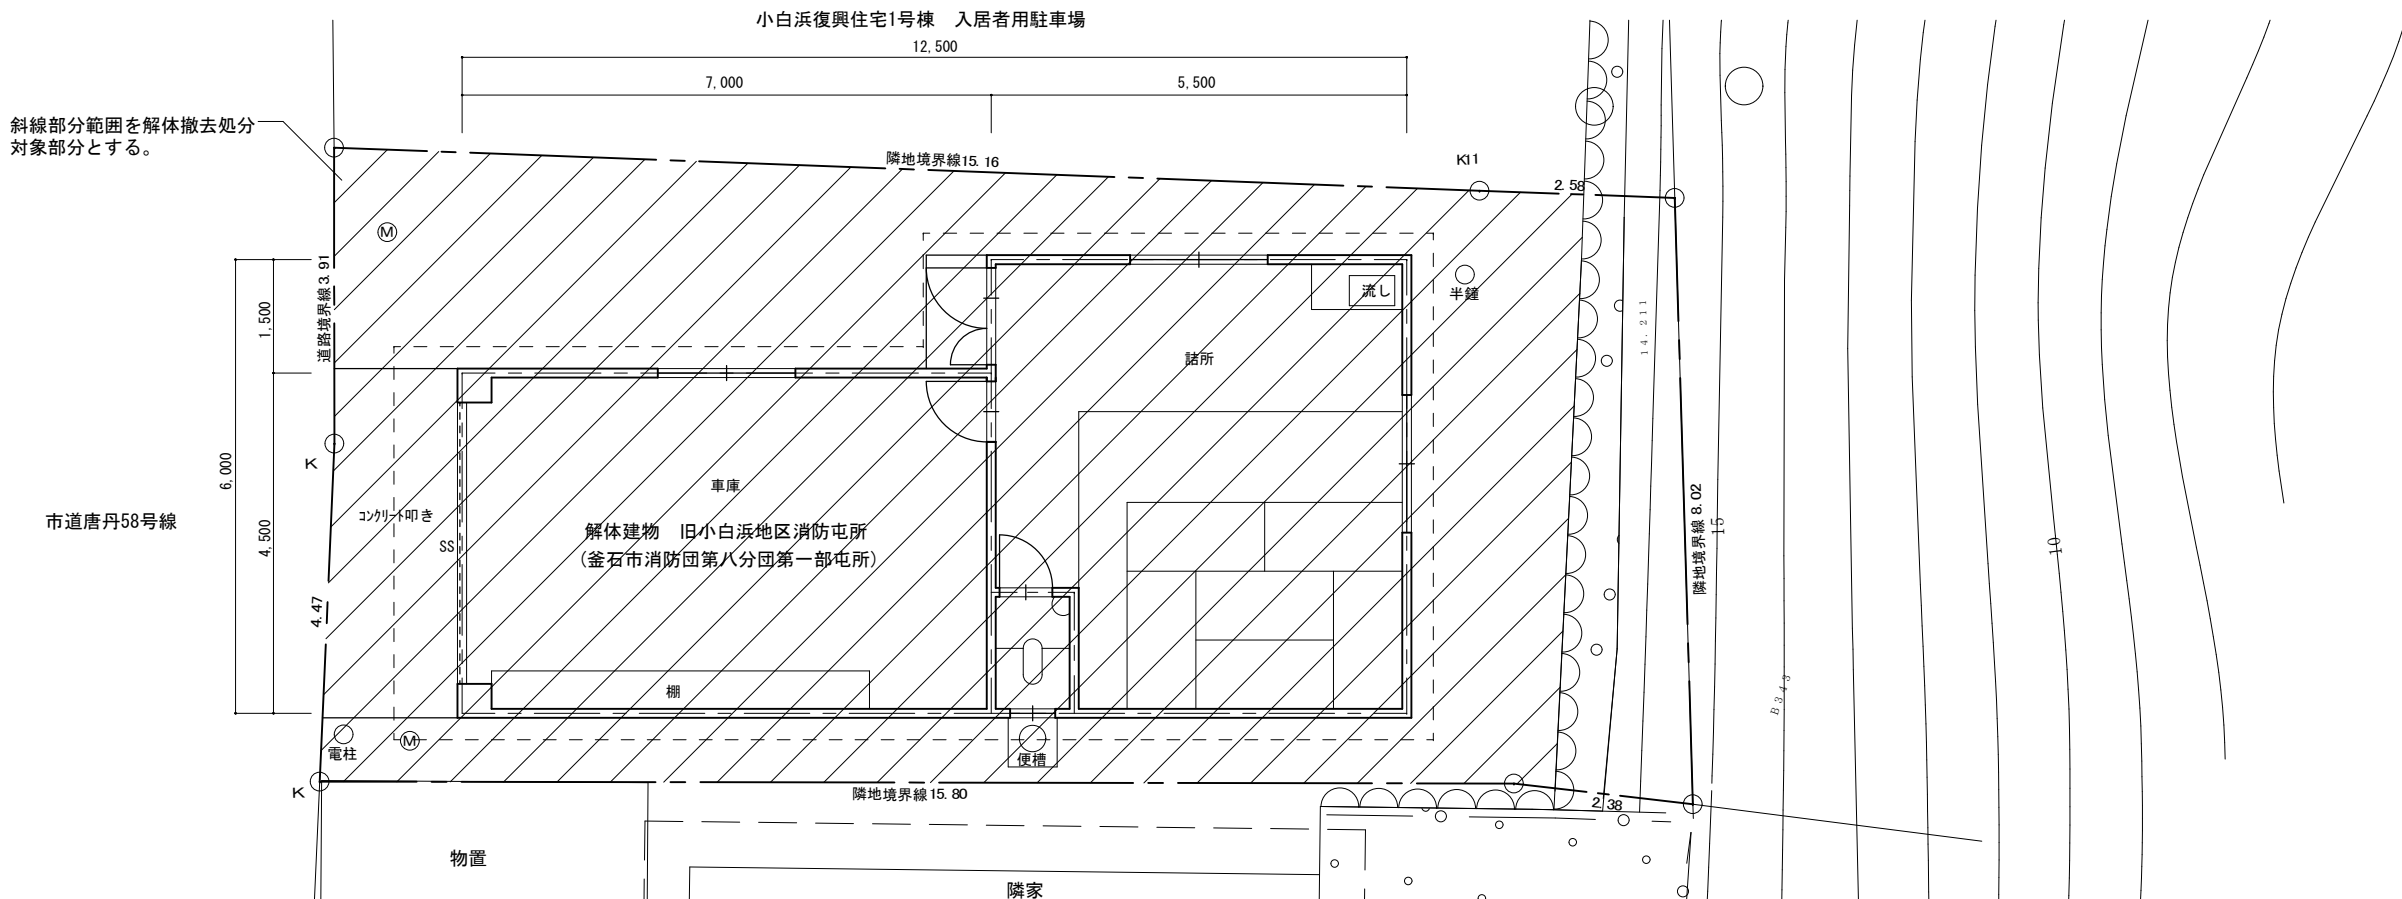 小白浜復興住宅1号棟　入居者用駐車場
12,500
7,000
5,500
斜線部分範囲を解体撤去処分
対象部分とする。
隣地境界線15.16
K11
2.58
M
道路境界線3.91
1,500
流し
半鐘
14.211
詰所
6,000
K
車庫
コンクリート叩き
市道唐丹58号線
解体建物　旧小白浜地区消防屯所
(釜石市消防団第八分団第一部屯所)
4,500
SS
隣地境界線8.02
15
10
4.47
棚
B343
電柱
M
便槽
K
隣地境界線15.80
2.38
物置
隣家